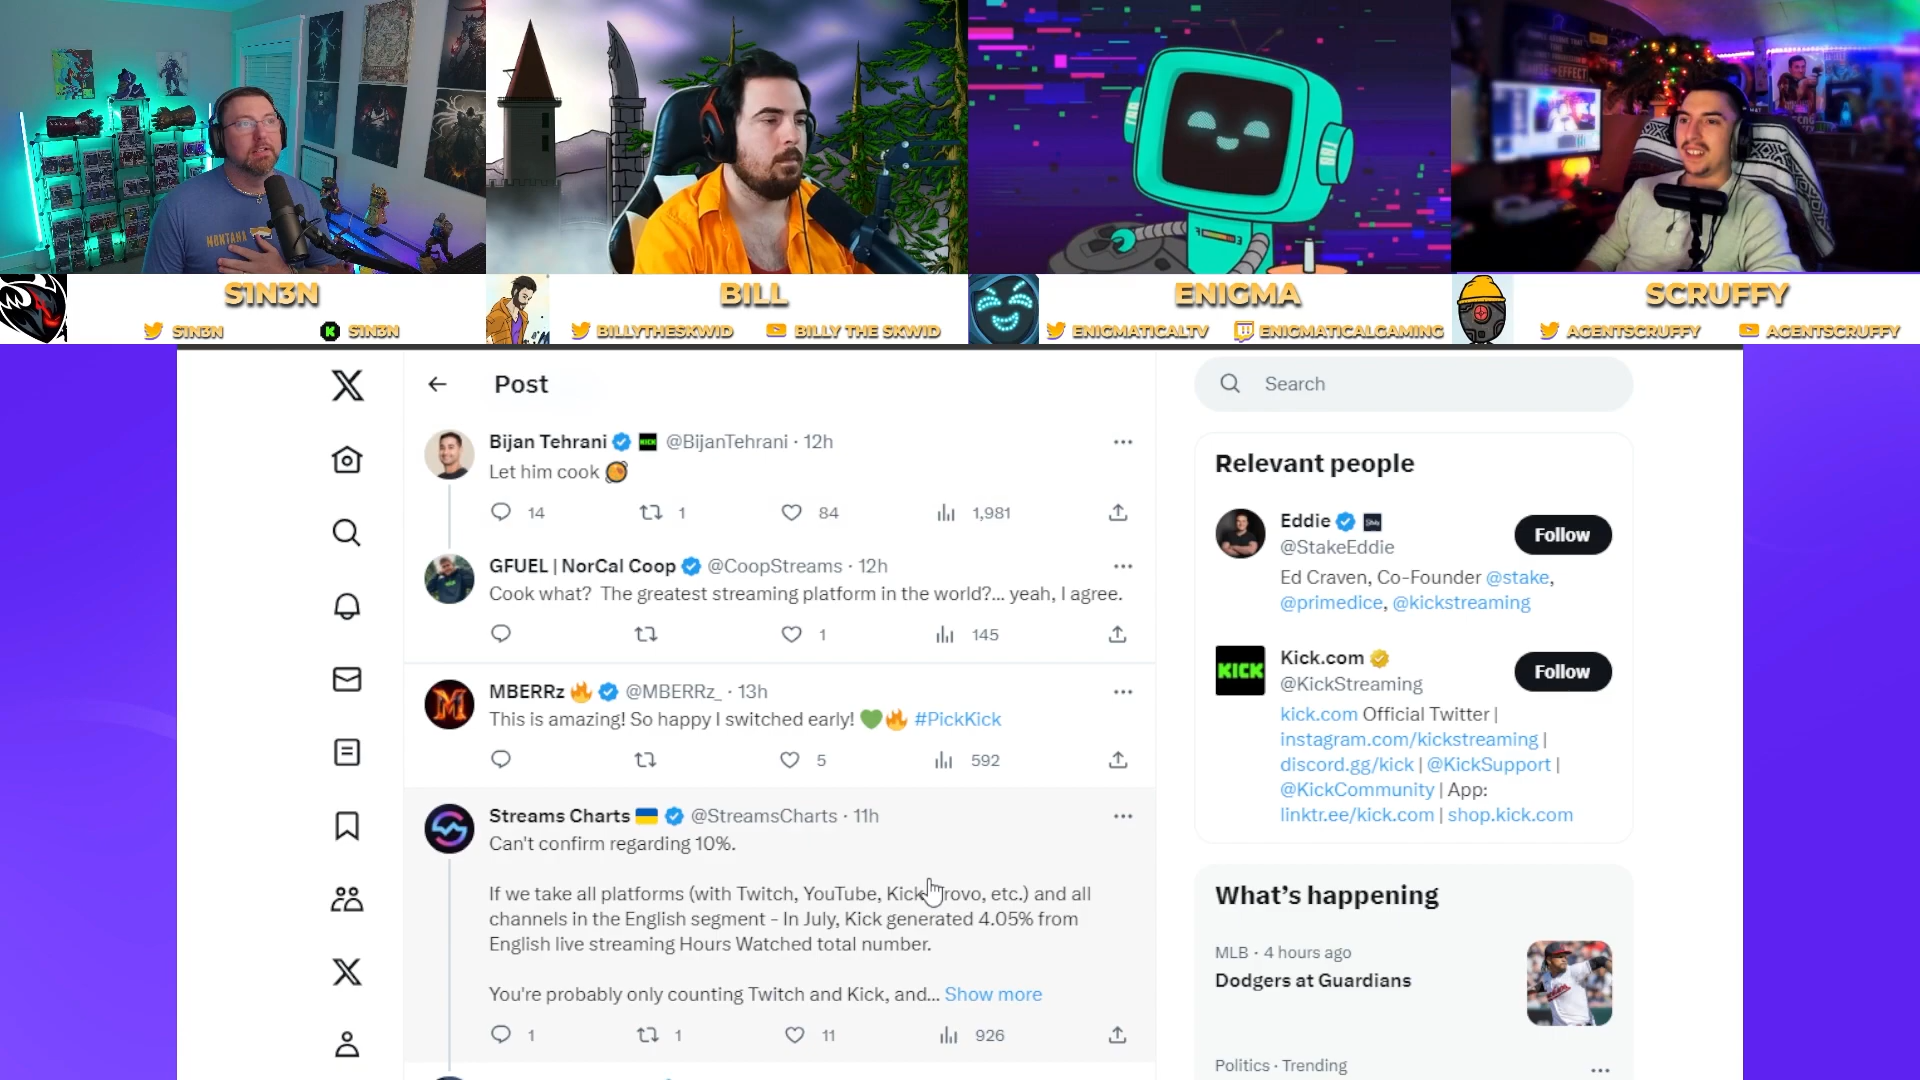 MONTANA
S1N3N
S1N3N
S1N3N
BILL
BILLYTHESKWID
BILLY THE SKWID
ENIGMA
ENIGMATICALTV
ENIGMATICALGAMING
SCRUFFY
AGENTSCRUFFY
AGENTSCRUFFY
Post
Search
Bijan Tehrani @BijanTehrani · 12h
Let him cook
14 1 84 1,981
GFUEL | NorCal Coop @CoopStreams · 12h
Cook what? The greatest streaming platform in the world?... yeah, I agree.
1 145
MBERRz @MBERRz_ · 13h
This is amazing! So happy I switched early! #PickKick
5 592
Streams Charts @StreamsCharts · 11h
Can't confirm regarding 10%.
If we take all platforms (with Twitch, YouTube, Kick, rovo, etc.) and all
channels in the English segment - In July, Kick generated 4.05% from
English live streaming Hours Watched total number.
You're probably only counting Twitch and Kick, and... Show more
1 1 11 926
Relevant people
Eddie
@StakeEddie
Follow
Ed Craven, Co-Founder @stake,
@primedice, @kickstreaming
KICK
Kick.com
@KickStreaming
Follow
kick.com Official Twitter |
instagram.com/kickstreaming |
discord.gg/kick | @KickSupport |
@KickCommunity | App:
linktr.ee/kick.com | shop.kick.com
What's happening
MLB · 4 hours ago
Dodgers at Guardians
Politics · Trending